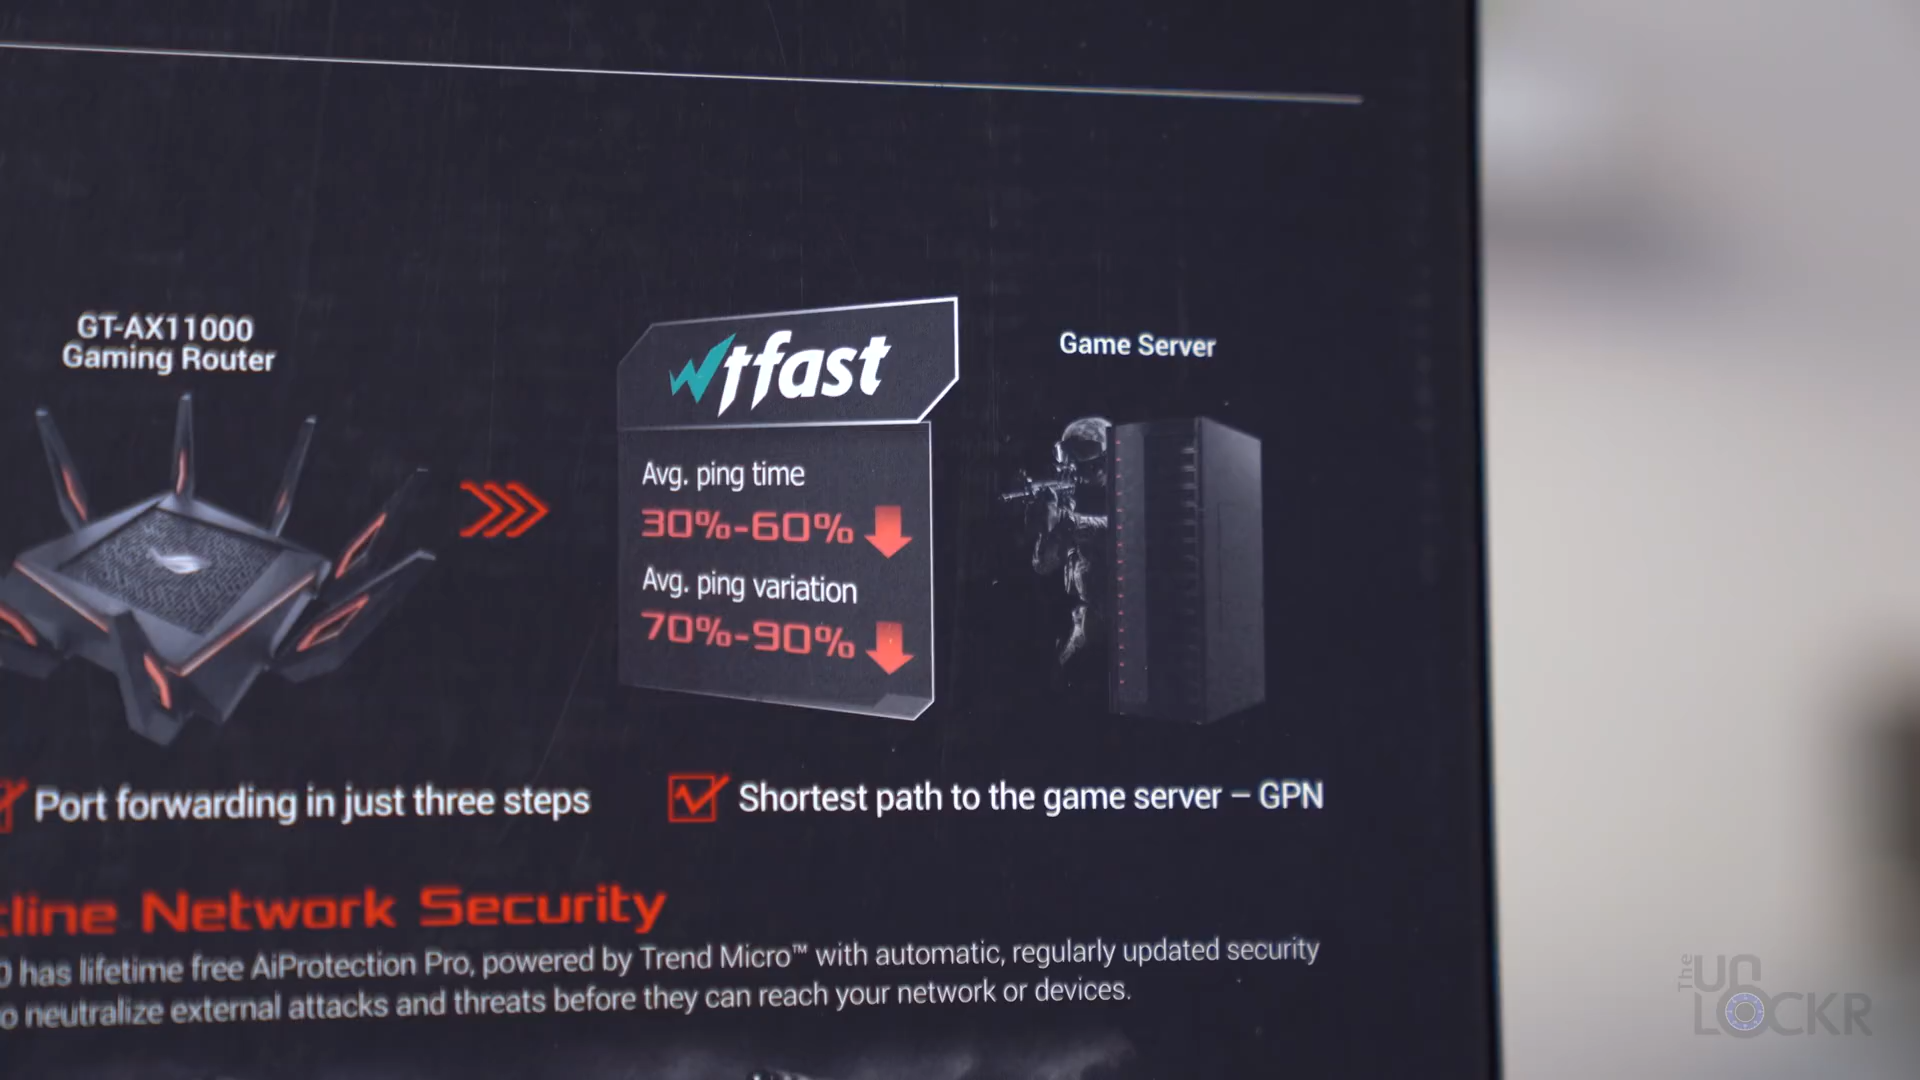 GT-AX11000
Gaming Router
wtfast
Game Server
Avg. ping time
30%-60%
Avg. ping variation
70%-90%
Port forwarding in just three steps
Shortest path to the game server – GPN
Network Security
has lifetime free AiProtection Pro, powered by Trend Micro™ with automatic, regularly updated security
neutralize external attacks and threats before they can reach your network or devices.
The
UN
LOCKR